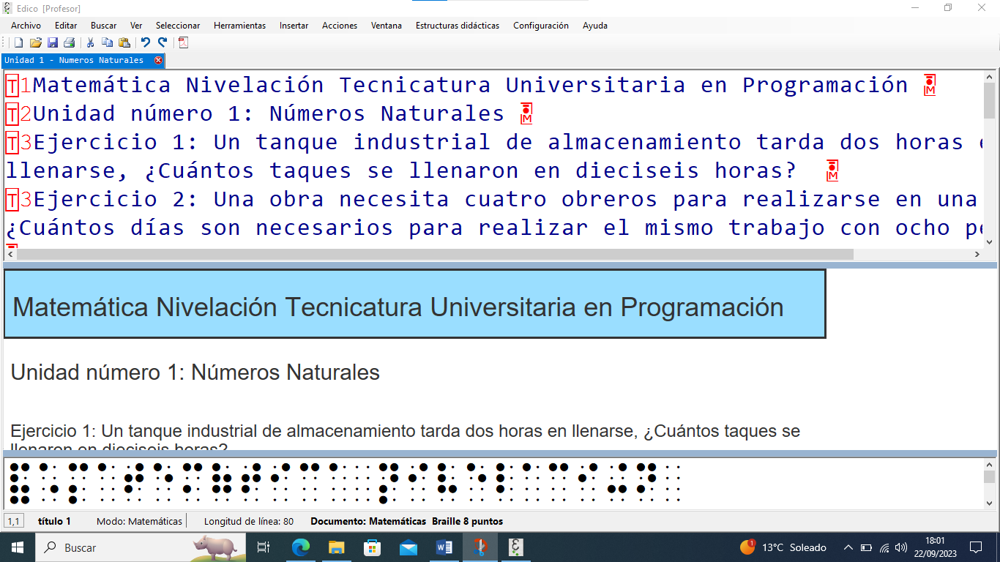 Edico [Profesor]
Archivo Editar Buscar Ver Seleccionar Herramientas Insertar Acciones Ventana Estructuras didácticas Configuración Ayuda
Unidad 1 - Numeros Naturales
T1Matemática Nivelación Tecnicatura Universitaria en Programación M
T2Unidad número 1: Números Naturales M
T3Ejercicio 1: Un tanque industrial de almacenamiento tarda dos horas
llenarse, ¿Cuántos taques se llenaron en dieciseis horas? M
T3Ejercicio 2: Una obra necesita cuatro obreros para realizarse en una
¿Cuántos días son necesarios para realizar el mismo trabajo con ocho
Matemática Nivelación Tecnicatura Universitaria en Programación
Unidad número 1: Números Naturales
Ejercicio 1: Un tanque industrial de almacenamiento tarda dos horas en llenarse, ¿Cuántos taques se
llenaron en dieciseis horas?
1,1 título 1 Modo: Matemáticas Longitud de línea: 80 Documento: Matemáticas Braille 8 puntos
Buscar 1 13°C Soleado 18:01
22/09/2023